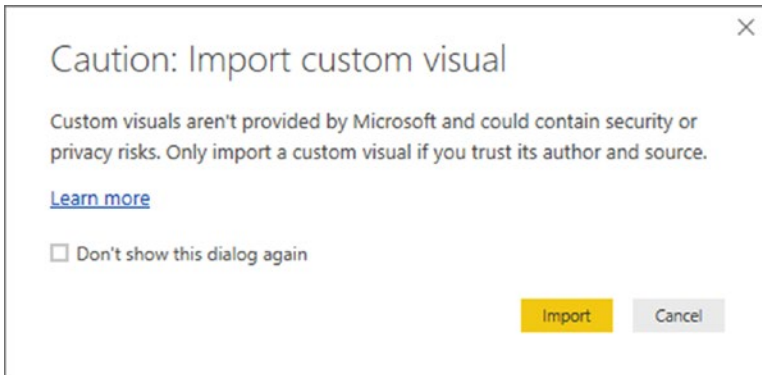 Caution: Import custom visual
Custom visuals aren't provided by Microsoft and could contain security or
privacy risks. Only import a custom visual if you trust its author and source.
Learn more
Don't show this dialog again
Import Cancel